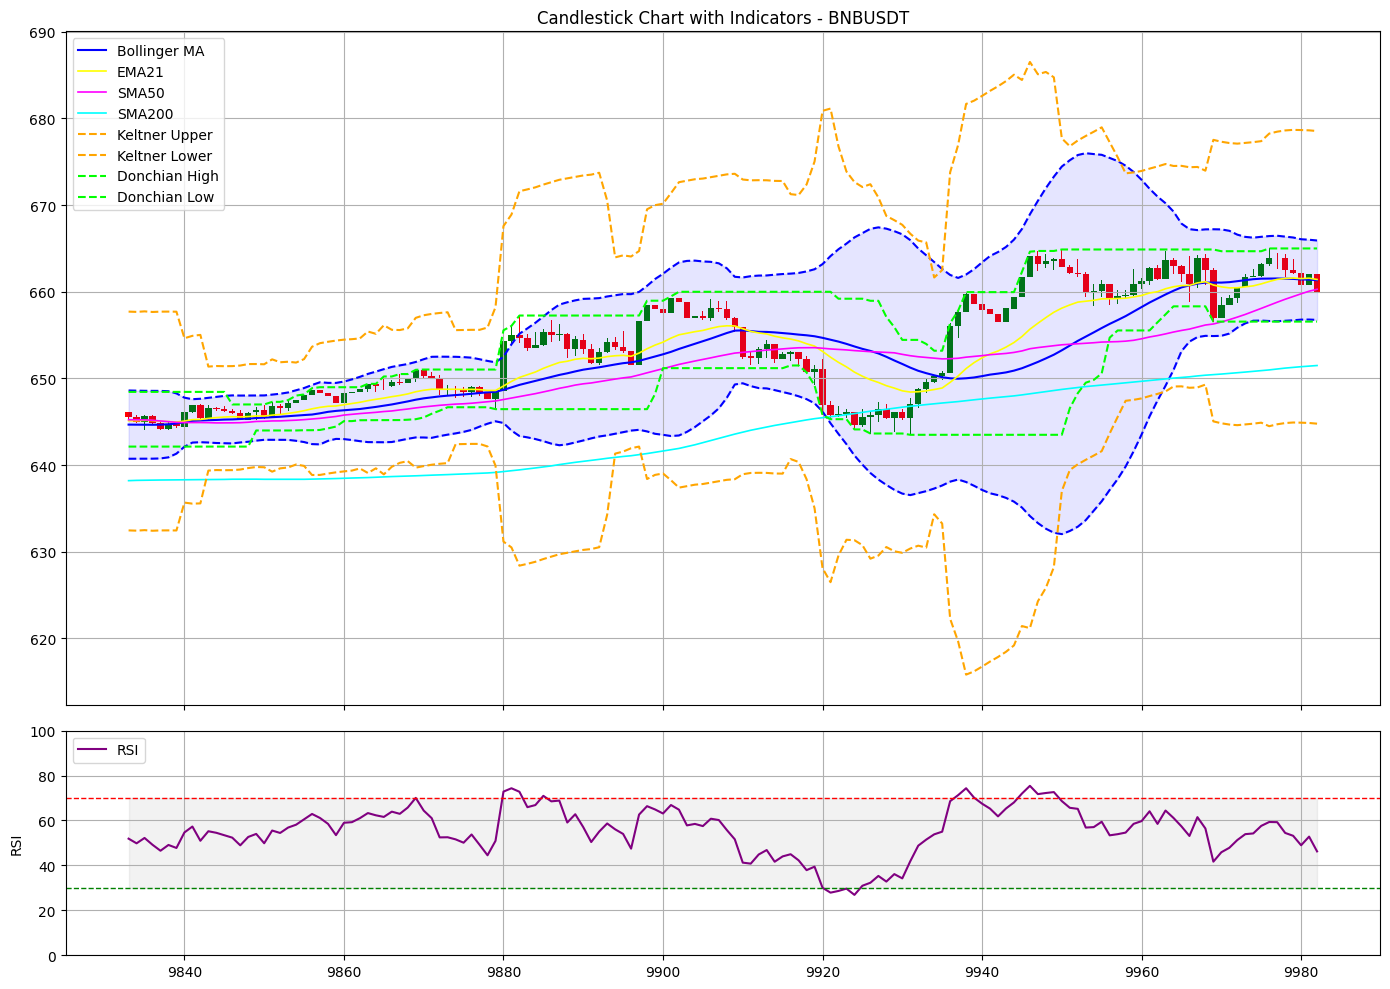 Candlestick Chart with Indicators - BNBUSDT
690
680
670
660
650
640
630
620
Bollinger MA
EMA21
SMA50
SMA200
Keltner Upper
Keltner Lower
Donchian High
Donchian Low
100
80
60
40
20
0
RSI
RSI
9840 9860 9880 9900 9920 9940 9960 9980